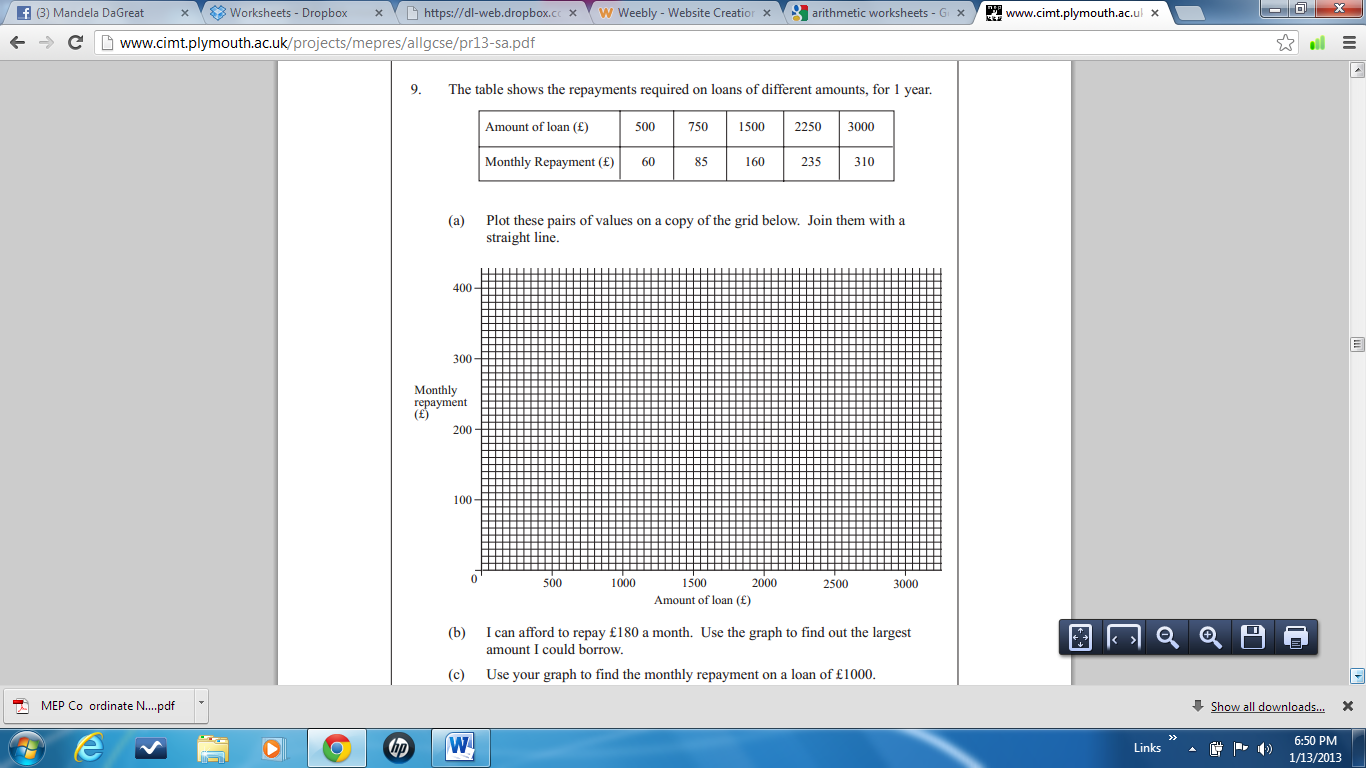 (3) Mandela DaGreat
Worksheets - Dropbox
https://dl-web.dropbox.cc
Weebly - Website Creation
arithmetic worksheets - G
www.cimt.plymouth.ac.u
www.cimt.plymouth.ac.uk/projects/mepres/allgcse/pr13-sa.pdf
9. The table shows the repayments required on loans of different amounts, for 1 year.
Amount of loan (£) 500 750 1500 2250 3000
Monthly Repayment (£) 60 85 160 235 310
(a) Plot these pairs of values on a copy of the grid below. Join them with a
straight line.
400
300
Monthly
repayment
(£)
200
100
0
500 1000 1500 2000 2500 3000
Amount of loan (£)
(b) I can afford to repay £180 a month. Use the graph to find out the largest
amount I could borrow.
(c) Use your graph to find the monthly repayment on a loan of £1000.
MEP Co ordinate N....pdf
Show all downloads...
hp
W
Links
6:50 PM
1/13/2013